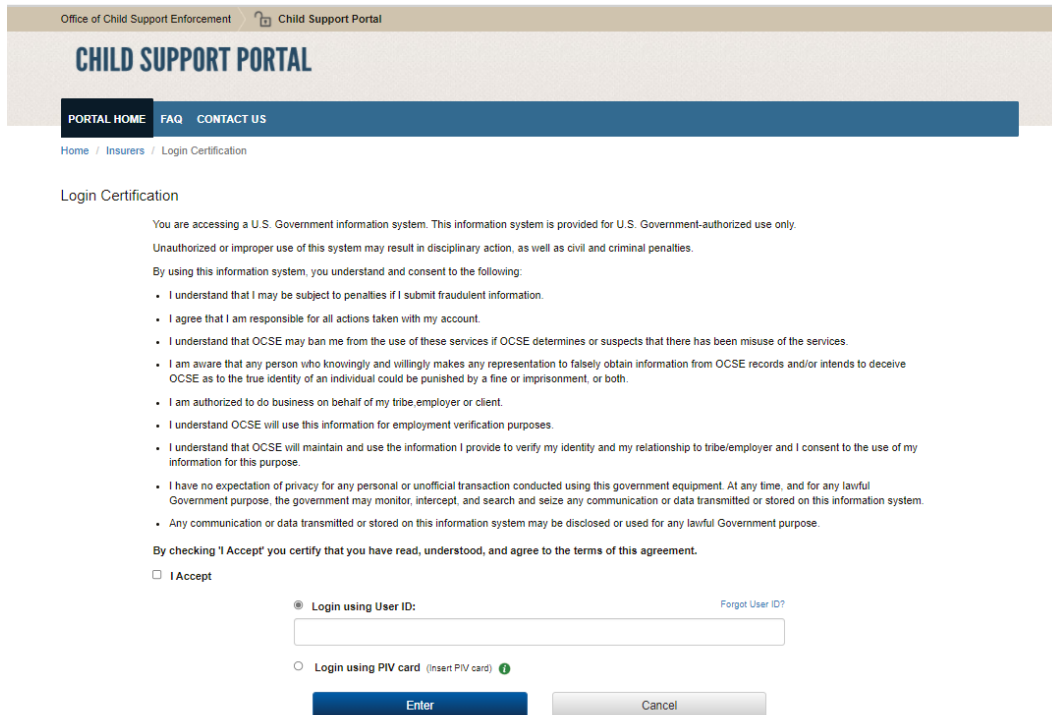 Office of Child Support Enforcement Child Support Portal
CHILD SUPPORT PORTAL
PORTAL HOME FAQ CONTACT US
Home / Insurers / Login Certification
Login Certification
You are accessing a U.S. Government information system. This information system is provided for U.S. Government-authorized use only.
Unauthorized or improper use of this system may result in disciplinary action, as well as civil and criminal penalties.
By using this information system, you understand and consent to the following:
• I understand that I may be subject to penalties if I submit fraudulent information.
• I agree that I am responsible for all actions taken with my account.
• I understand that OCSE may ban me from the use of these services if OCSE determines or suspects that there has been misuse of the services.
• I am aware that any person who knowingly and willingly makes any representation to falsely obtain information from OCSE records and/or intends to deceive
OCSE as to the true identity of an individual could be punished by a fine or imprisonment, or both.
• I am authorized to do business on behalf of my tribe,employer or client.
• I understand OCSE will use this information for employment verification purposes.
• I understand that OCSE will maintain and use the information I provide to verify my identity and my relationship to tribe/employer and I consent to the use of my
information for this purpose.
• I have no expectation of privacy for any personal or unofficial transaction conducted using this government equipment. At any time, and for any lawful
Government purpose, the government may monitor, intercept, and search and seize any communication or data transmitted or stored on this information system.
• Any communication or data transmitted or stored on this information system may be disclosed or used for any lawful Government purpose.
By checking 'I Accept' you certify that you have read, understood, and agree to the terms of this agreement.
I Accept
Login using User ID: Forgot User ID?
Login using PIV card (Insert PIV card) i
Enter Cancel